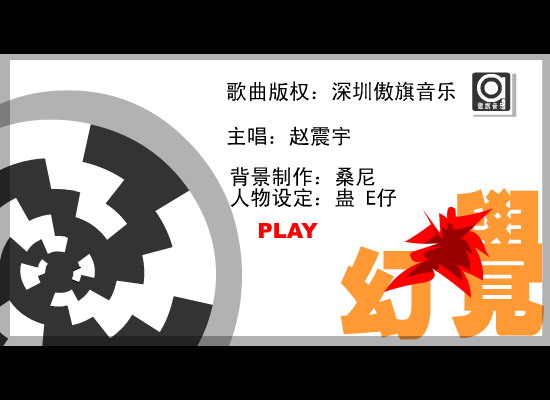 歌曲版权：深圳傲旗音乐
傲旗音乐
主唱：赵震宇
背景制作：桑尼
人物设定：蛊 E仔
PLAY
幻覺